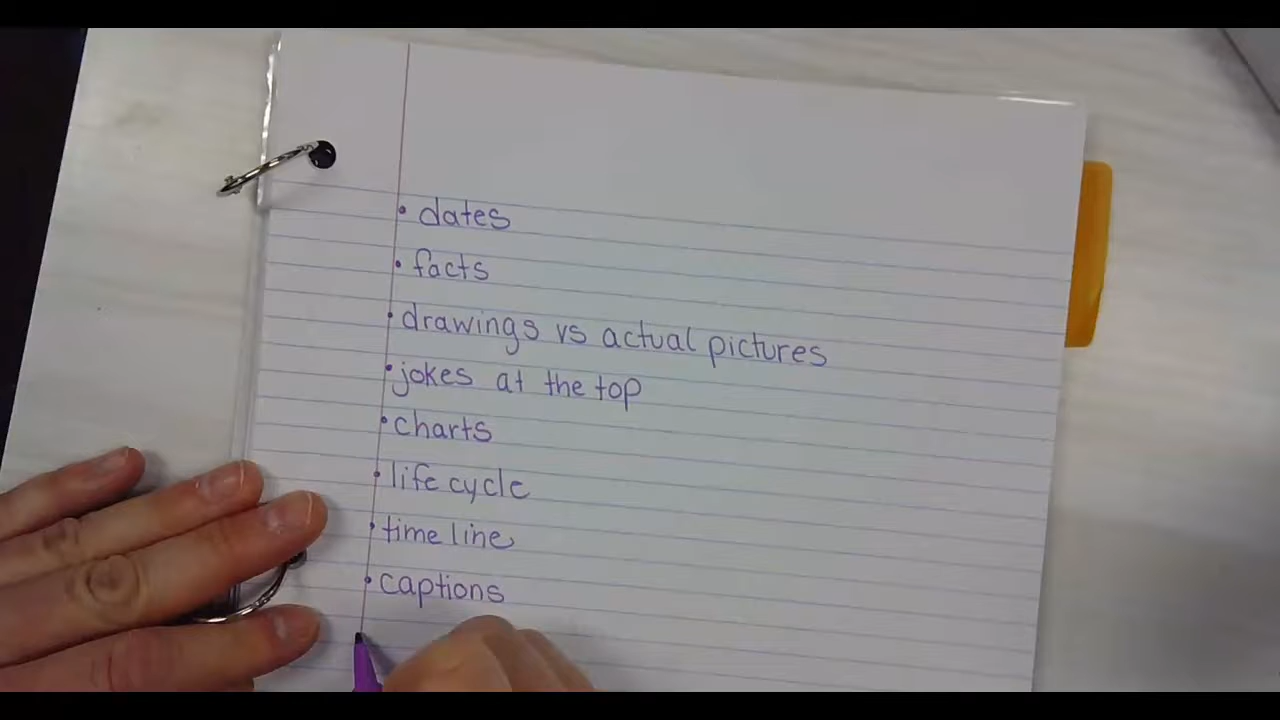 • dates
• facts
• drawings vs actual pictures
• jokes at the top
• charts
• life cycle
• time line
• captions